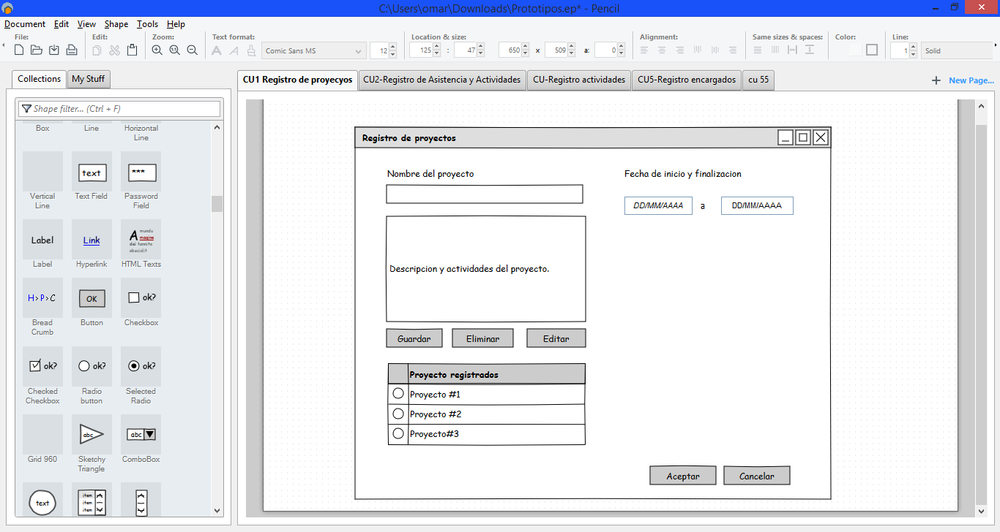 C:\Users\omar\Downloads\Prototipos.ep* - Pencil
Document Edit View Shape Tools Help
File: Edit: Zoom: Text format: Location & size: Alignment: Same sizes & spaces: Color: Line:
Comic Sans MS 12 125 : 47 650 x 509 a: 0 1 Solid
Collections My Stuff
CU1 Registro de proyecyos CU2-Registro de Asistencia y Actividades CU-Registro actividades CU5-Registro encargados cu 55 + New Page...
Shape filter... (Ctrl + F)
Box Line Horizontal Line
text ***
Vertical Line Text Field Password Field
Label Link A mundu magine dei tannito abacidit
Label Hyperlink HTML Texts
H>P>C OK ok?
Bread Crumb Button Checkbox
ok? ok? ok?
Checked Checkbox Radio button Selected Radio
abc abc
Grid 960 Sketchy Triangle ComboBox
text item item item
Registro de proyectos
Nombre del proyecto
Fecha de inicio y finalizacion
DD/MM/AAAA a DD/MM/AAAA
Descripcion y actividades del proyecto.
Guardar Eliminar Editar
Proyecto registrados
Proyecto #1
Proyecto #2
Proyecto#3
Aceptar Cancelar